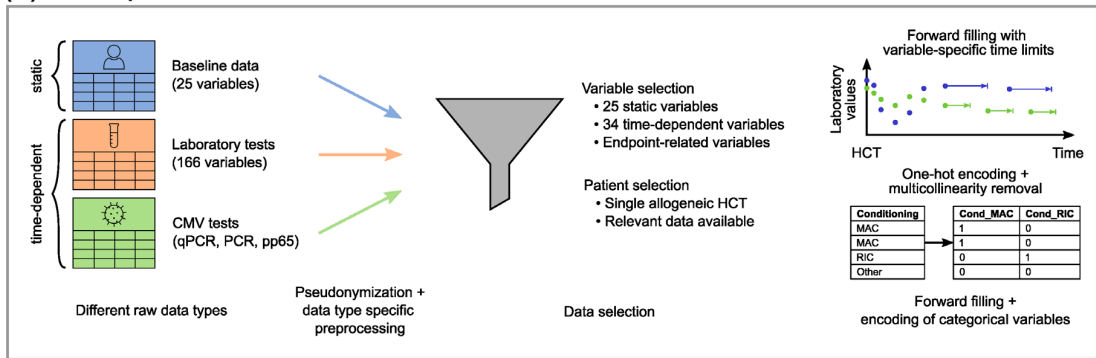 static
Baseline data
(25 variables)
time-dependent
Laboratory tests
(166 variables)
CMV tests
(qPCR, PCR, pp65)
Different raw data types
Pseudonymization +
data type specific
preprocessing
Variable selection
• 25 static variables
• 34 time-dependent variables
• Endpoint-related variables
Patient selection
• Single allogeneic HCT
• Relevant data available
Data selection
Forward filling with
variable-specific time limits
Laboratory
values
HCT
Time
One-hot encoding +
multicollinearity removal
Conditioning
MAC
MAC
RIC
Other
Cond_MAC Cond_RIC
1 0
1 0
0 1
0 0
Forward filling +
encoding of categorical variables